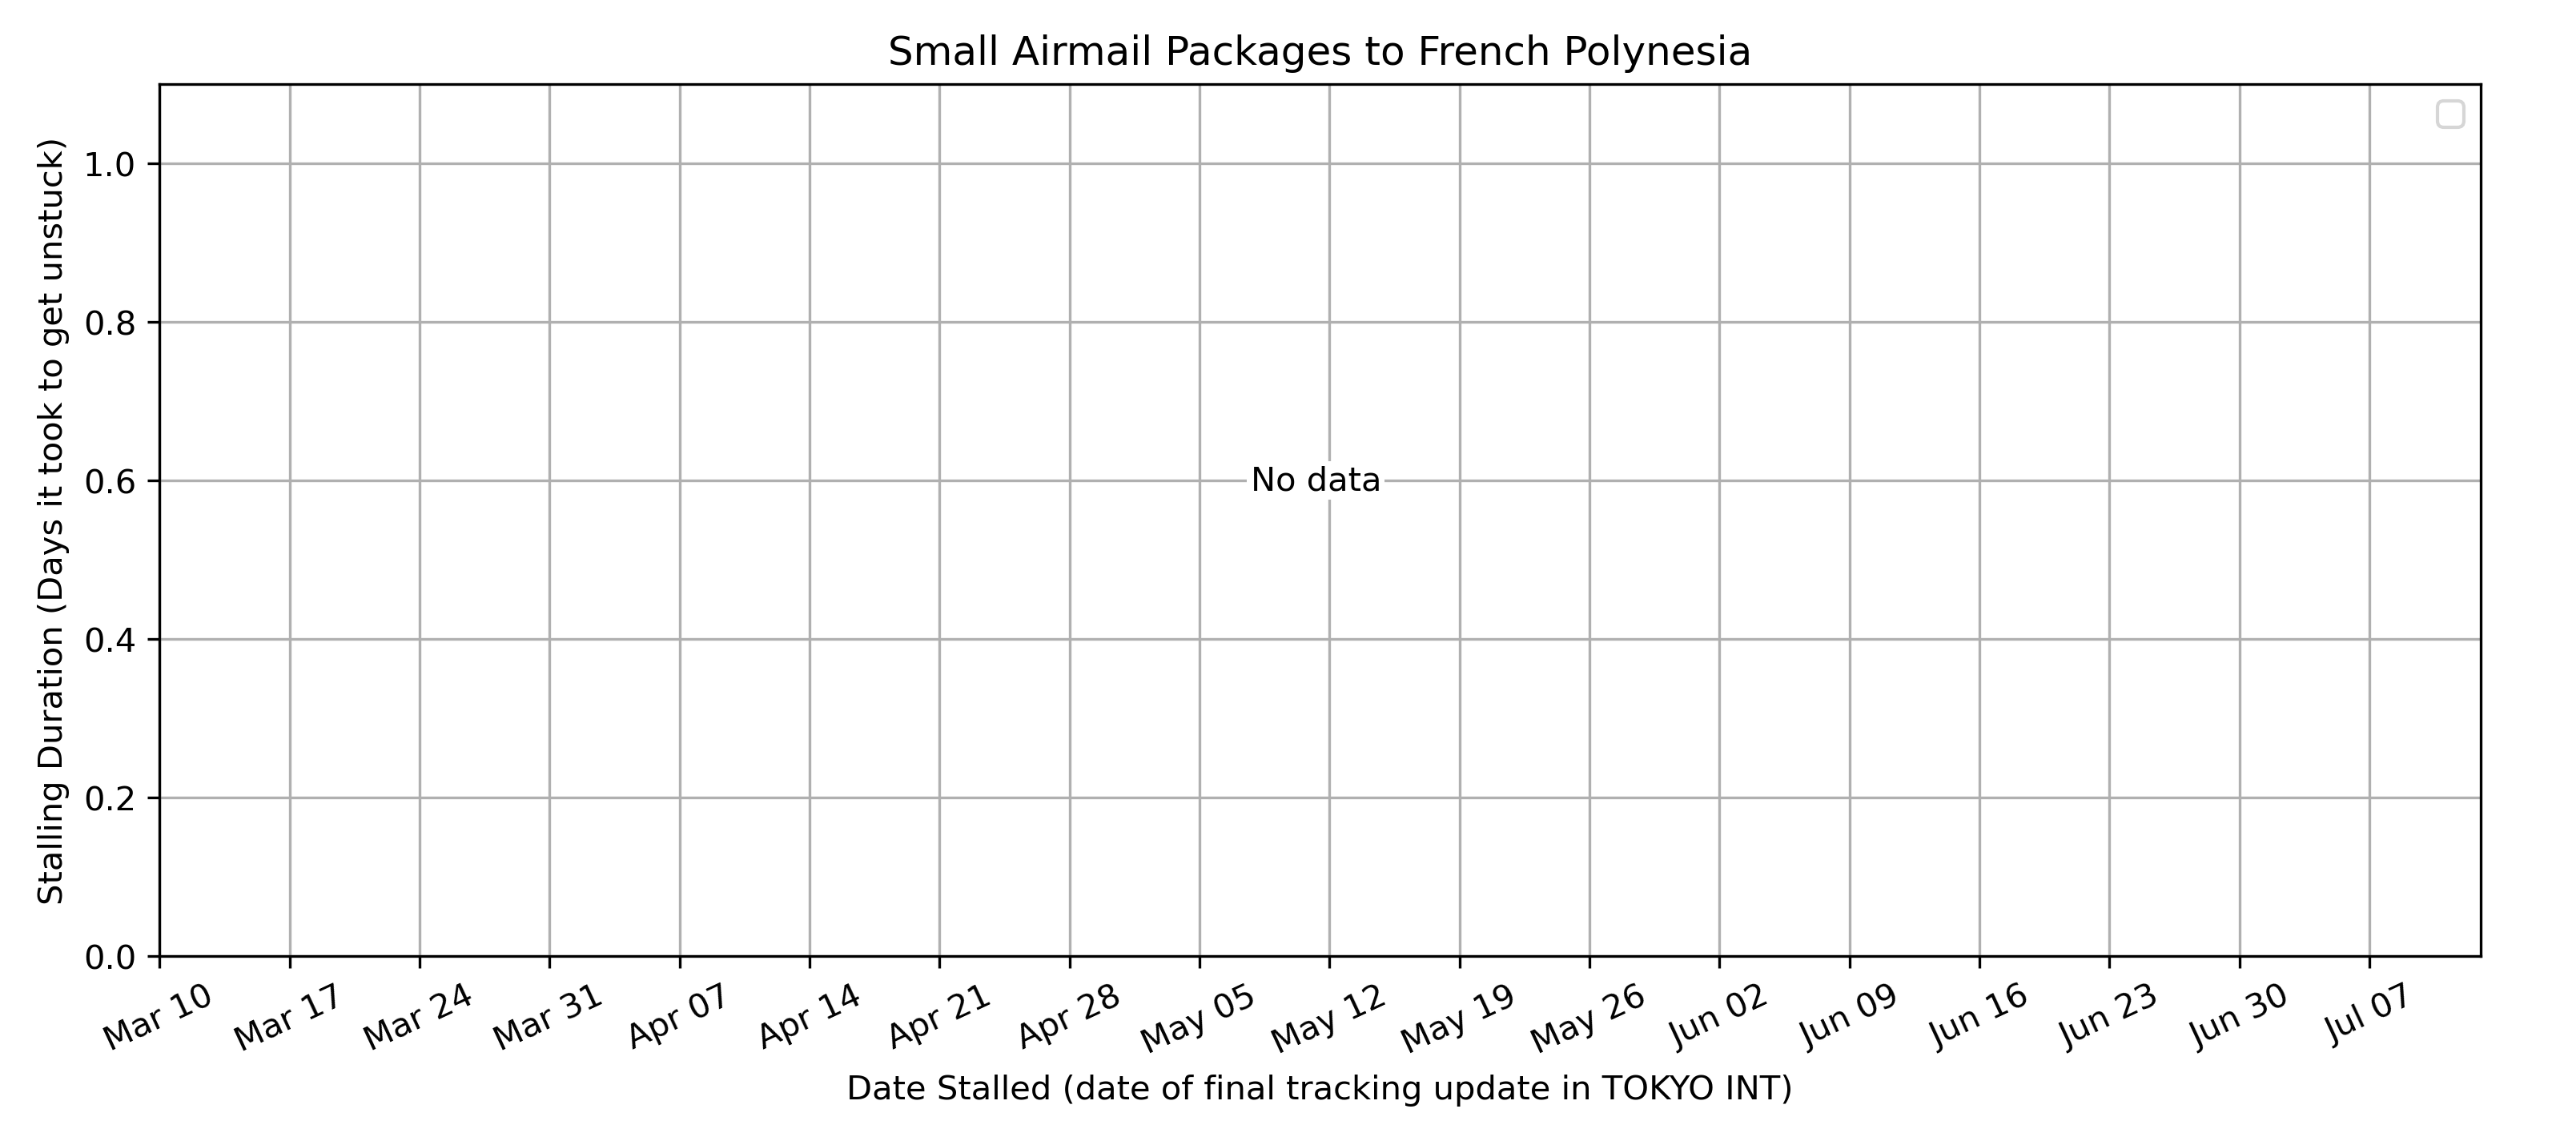 Small Airmail Packages to French Polynesia
Stalling Duration (Days it took to get unstuck)
1.0
0.8
0.6
0.4
0.2
0.0
No data
Mar 10
Mar 17
Mar 24
Mar 31
Apr 07
Apr 14
Apr 21
Apr 28
May 05
May 12
May 19
May 26
Jun 02
Jun 09
Jun 16
Jun 23
Jun 30
Jul 07
Date Stalled (date of final tracking update in TOKYO INT)